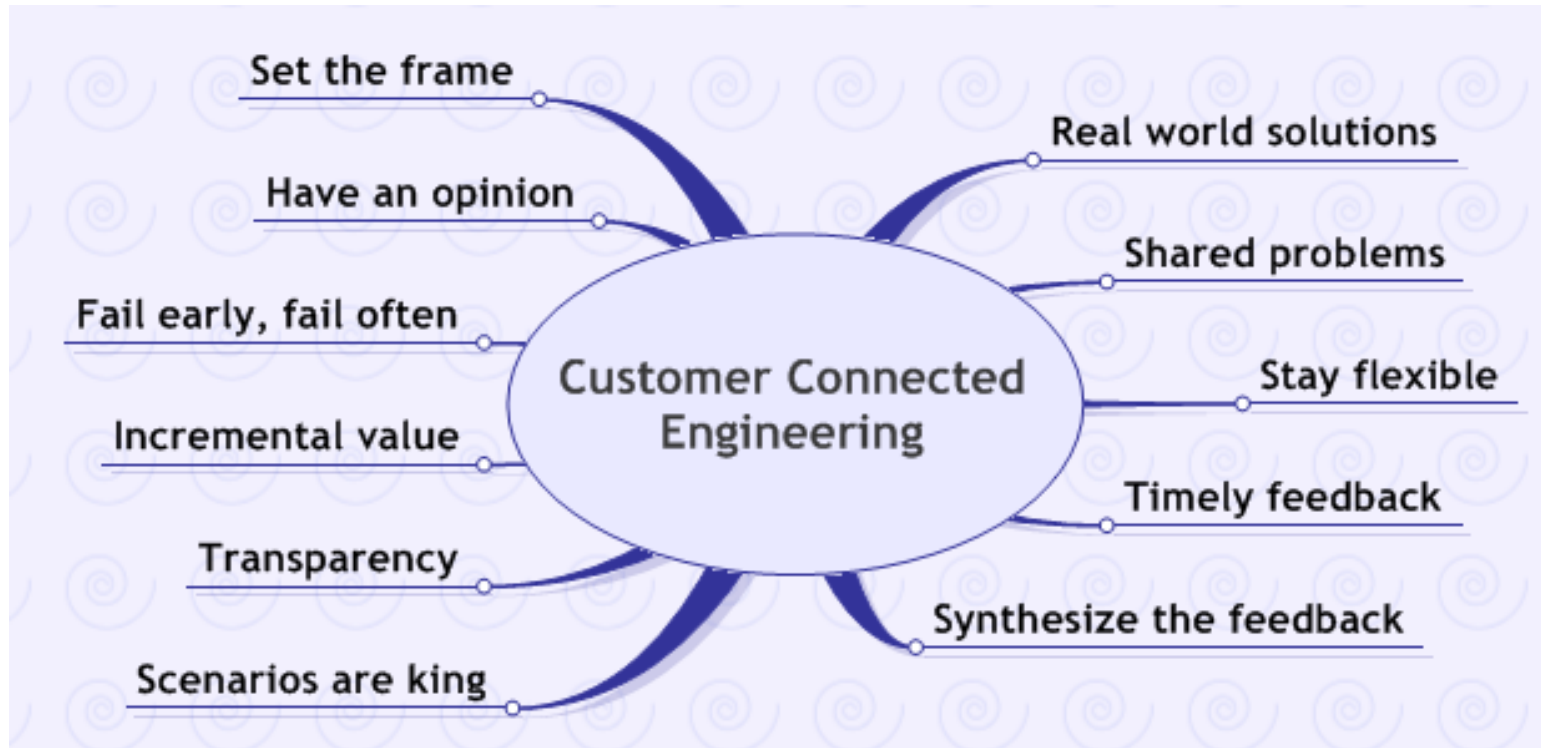 Set the frame
Have an opinion
Fail early, fail often
Incremental value
Transparency
Scenarios are king
Customer Connected
Engineering
Real world solutions
Shared problems
Stay flexible
Timely feedback
Synthesize the feedback